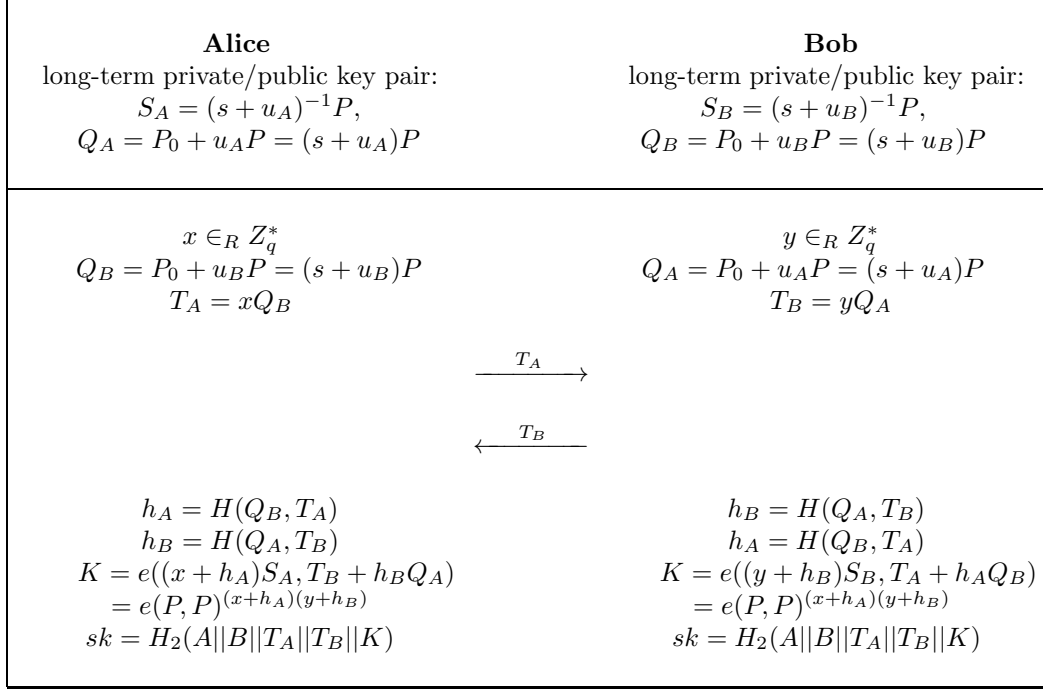 Alice
long-term private/public key pair:
S_A = (s + u_A)^{-1}P,
Q_A = P_0 + u_AP = (s + u_A)P
Bob
long-term private/public key pair:
S_B = (s + u_B)^{-1}P,
Q_B = P_0 + u_BP = (s + u_B)P
x ∈_R Z_q^*
Q_B = P_0 + u_BP = (s + u_B)P
T_A = xQ_B
y ∈_R Z_q^*
Q_A = P_0 + u_AP = (s + u_A)P
T_B = yQ_A
T_A
T_B
h_A = H(Q_B, T_A)
h_B = H(Q_A, T_B)
K = e((x + h_A)S_A, T_B + h_BQ_A)
= e(P, P)^{(x+h_A)(y+h_B)}
sk = H_2(A||B||T_A||T_B||K)
h_B = H(Q_A, T_B)
h_A = H(Q_B, T_A)
K = e((y + h_B)S_B, T_A + h_AQ_B)
= e(P, P)^{(x+h_A)(y+h_B)}
sk = H_2(A||B||T_A||T_B||K)